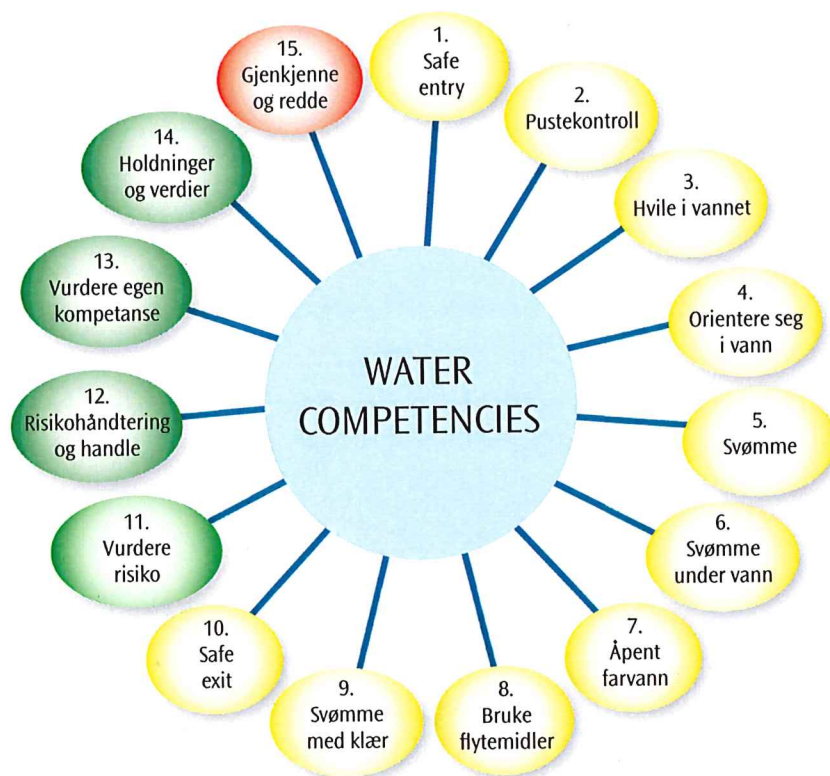 WATER
COMPETENCIES
1.
Safe
entry
2.
Pustekontroll
3.
Hvile i vannet
4.
Orientere seg
i vann
5.
Svømme
6.
Svømme
under vann
7.
Åpent
farvann
8.
Bruke
flytemidler
9.
Svømme
med klær
10.
Safe
exit
11.
Vurdere
risiko
12.
Risikohåndtering
og handle
13.
Vurdere egen
kompetanse
14.
Holdninger
og verdier
15.
Gjenkjenne
og redde